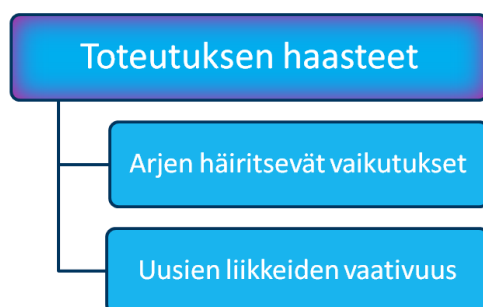 Toteutuksen haasteet
Arjen häiritsevät vaikutukset
Uusien liikkeiden vaativuus